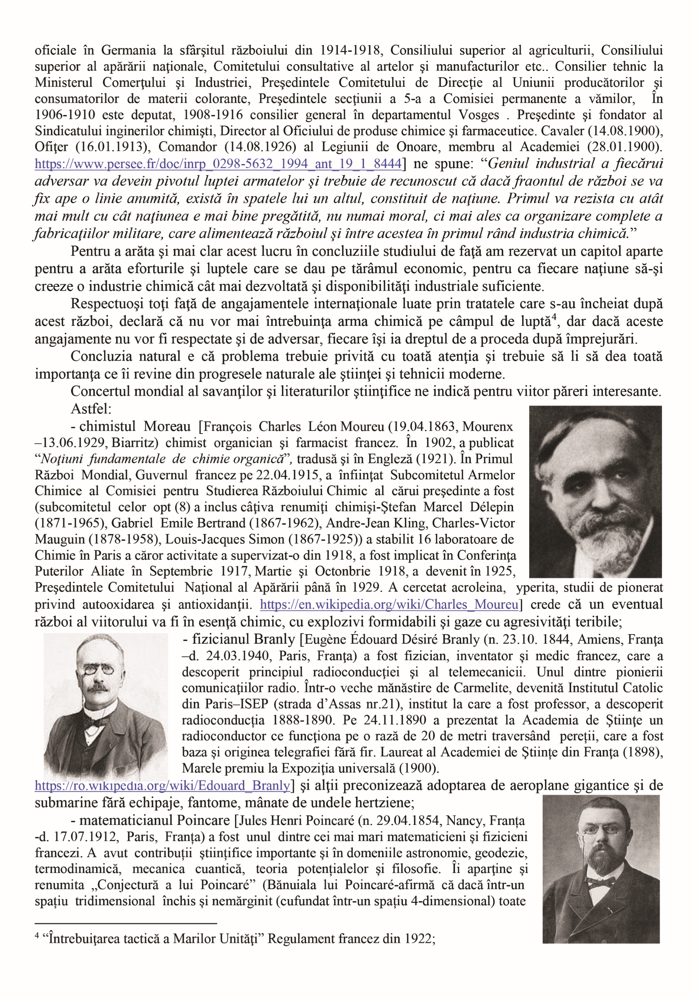 oficiale în Germania la sfârşitul războiului din 1914-1918, Consiliului superior al agriculturii, Consiliului
superior al apărării naţionale, Comitetului consultative al artelor şi manufacturilor etc.. Consilier tehnic la
Ministerul Comerţului şi Industriei, Preşedintele Comitetului de Direcţie al Uniunii producătorilor şi
consumatorilor de materii colorante, Preşedintele secţiunii a 5-a a Comisiei permanente a vămilor, În
1906-1910 este deputat, 1908-1916 consilier general în departamentul Vosges . Preşedinte şi fondator al
Sindicatului inginerilor chimişti, Director al Oficiului de produse chimice şi farmaceutice. Cavaler (14.08.1900),
Ofiţer (16.01.1913), Comandor (14.08.1926) al Legiunii de Onoare, membru al Academiei (28.01.1900).
https://www.persee.fr/doc/inrp_0298-5632_1994_ant_19_1_8444] ne spune: “Geniul industrial a fiecărui
adversar va devein pivotul luptei armatelor şi trebuie de recunoscut că dacă fraontul de război se va
fix ape o linie anumită, există în spatele lui un altul, constituit de naţiune. Primul va rezista cu atât
mai mult cu cât naţiunea e mai bine pregătită, nu numai moral, ci mai ales ca organizare complete a
fabricaţiilor militare, care alimentează războiul şi între acestea în primul rând industria chimică.”
Pentru a arăta şi mai clar acest lucru în concluziile studiului de faţă am rezervat un capitol aparte
pentru a arăta eforturile şi luptele care se dau pe tărâmul economic, pentru ca fiecare naţiune să-şi
creeze o industrie chimică cât mai dezvoltată şi disponibilităţi industriale suficiente.
Respectuoşi toţi faţă de angajamentele internaţionale luate prin tratatele care s-au încheiat după
acest război, declară că nu vor mai întrebuinţa arma chimică pe câmpul de luptă⁴, dar dacă aceste
angajamente nu vor fi respectate şi de adversar, fiecare îşi ia dreptul de a proceda după împrejurări.
Concluzia natural e că problema trebuie privită cu toată atenţia şi trebuie să li să dea toată
importanţa ce îi revine din progresele naturale ale ştiinţei şi tehnicii moderne.
Concertul mondial al savanţilor şi literaturilor ştiinţifice ne indică pentru viitor păreri interesante.
Astfel:
- chimistul Moreau [François Charles Léon Moureu (19.04.1863, Mourenx
–13.06.1929, Biarritz) chimist organician şi farmacist francez. În 1902, a publicat
“Noţiuni fundamentale de chimie organică”, tradusă şi în Engleză (1921). În Primul
Război Mondial, Guvernul francez pe 22.04.1915, a înfiinţat Subcomitetul Armelor
Chimice al Comisiei pentru Studierea Războiului Chimic al cărui preşedinte a fost
(subcomitetul celor opt (8) a inclus câţiva renumiţi chimişi-Ştefan Marcel Délepin
(1871-1965), Gabriel Emile Bertrand (1867-1962), Andre-Jean Kling, Charles-Victor
Mauguin (1878-1958), Louis-Jacques Simon (1867-1925)) a stabilit 16 laboratoare de
Chimie în Paris a căror activitate a supervizat-o din 1918, a fost implicat în Conferinţa
Puterilor Aliate în Septembrie 1917, Martie şi Octonbrie 1918, a devenit în 1925,
Preşedintele Comitetului Naţional al Apărării până în 1929. A cercetat acroleina, yperita, studii de pionerat
privind autooxidarea şi antioxidanţii. https://en.wikipedia.org/wiki/Charles_Moureu] crede că un eventual
război al viitorului va fi în esenţă chimic, cu explozivi formidabili şi gaze cu agresivităţi teribile;
- fizicianul Branly [Eugène Édouard Désiré Branly (n. 23.10. 1844, Amiens, Franţa
–d. 24.03.1940, Paris, Franţa) a fost fizician, inventator și medic francez, care a
descoperit principiul radioconducţiei şi al telemecanicii. Unul dintre pionierii
comunicaţiilor radio. Într-o veche mănăstire de Carmelite, devenită Institutul Catolic
din Paris–ISEP (strada d’Assas nr.21), institut la care a fost professor, a descoperit
radioconducția 1888-1890. Pe 24.11.1890 a prezentat la Academia de Ştiinţe un
radioconductor ce funcţiona pe o rază de 20 de metri traversând pereții, care a fost
baza și originea telegrafiei fără fir. Laureat al Academiei de Ştiințe din Franţa (1898),
Marele premiu la Expoziţia universală (1900).
https://ro.wikipedia.org/wiki/Edouard_Branly] şi alţii preconizează adoptarea de aeroplane gigantice şi de
submarine fără echipaje, fantome, mânate de undele hertziene;
- matematicianul Poincare [Jules Henri Poincaré (n. 29.04.1854, Nancy, Franța
-d. 17.07.1912, Paris, Franța) a fost unul dintre cei mai mari matematicieni și fizicieni
francezi. A avut contribuții științifice importante și în domeniile astronomie, geodezie,
termodinamică, mecanica cuantică, teoria potențialelor și filosofie. Îi aparţine și
renumita „Conjectură a lui Poincaré” (Bănuiala lui Poincaré-afirmă că dacă într-un
spațiu tridimensional închis și nemărginit (cufundat într-un spațiu 4-dimensional) toate
⁴ “Întrebuiţarea tactică a Marilor Unităţi” Regulament francez din 1922;